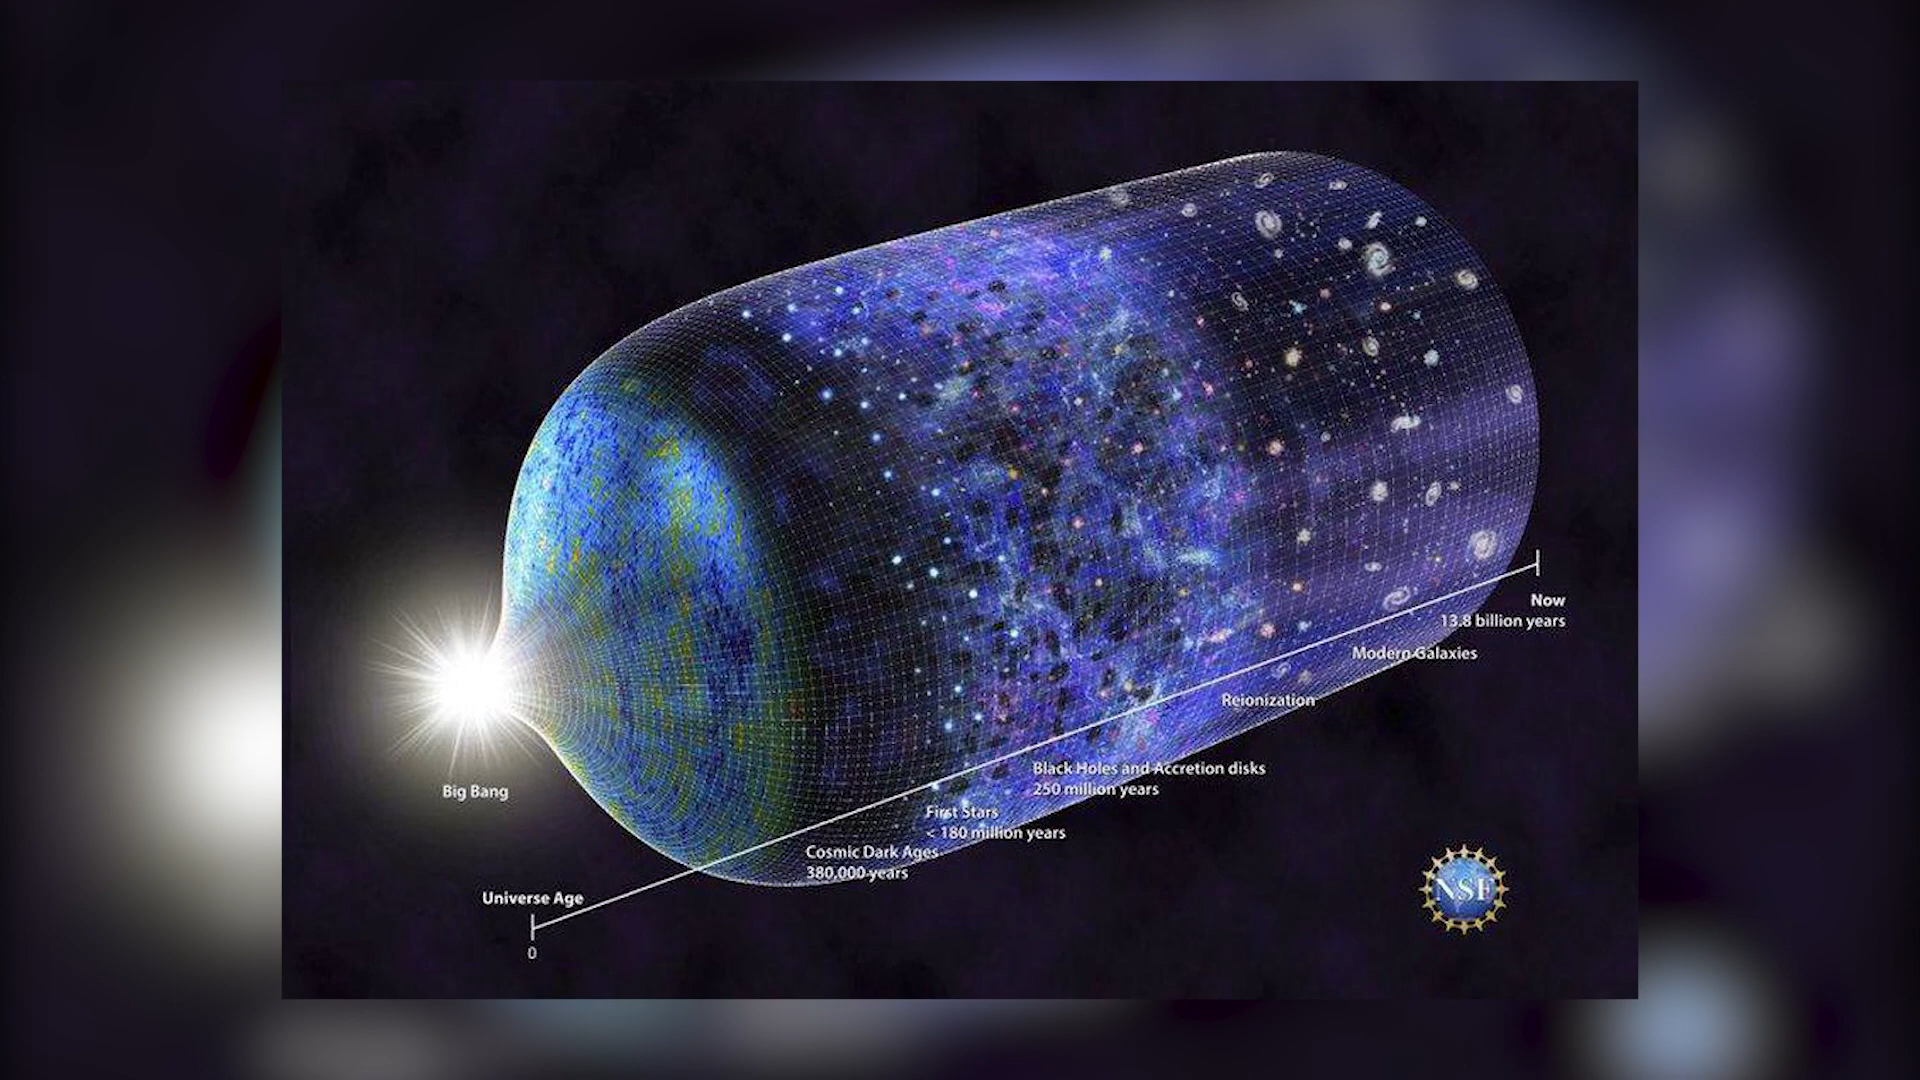 Big Bang
Universe Age
0
Cosmic Dark Ages
380,000 years
First Stars
< 180 million years
Black Holes and Accretion disks
250 million years
Reionization
Modern Galaxies
Now
13.8 billion years
NSF